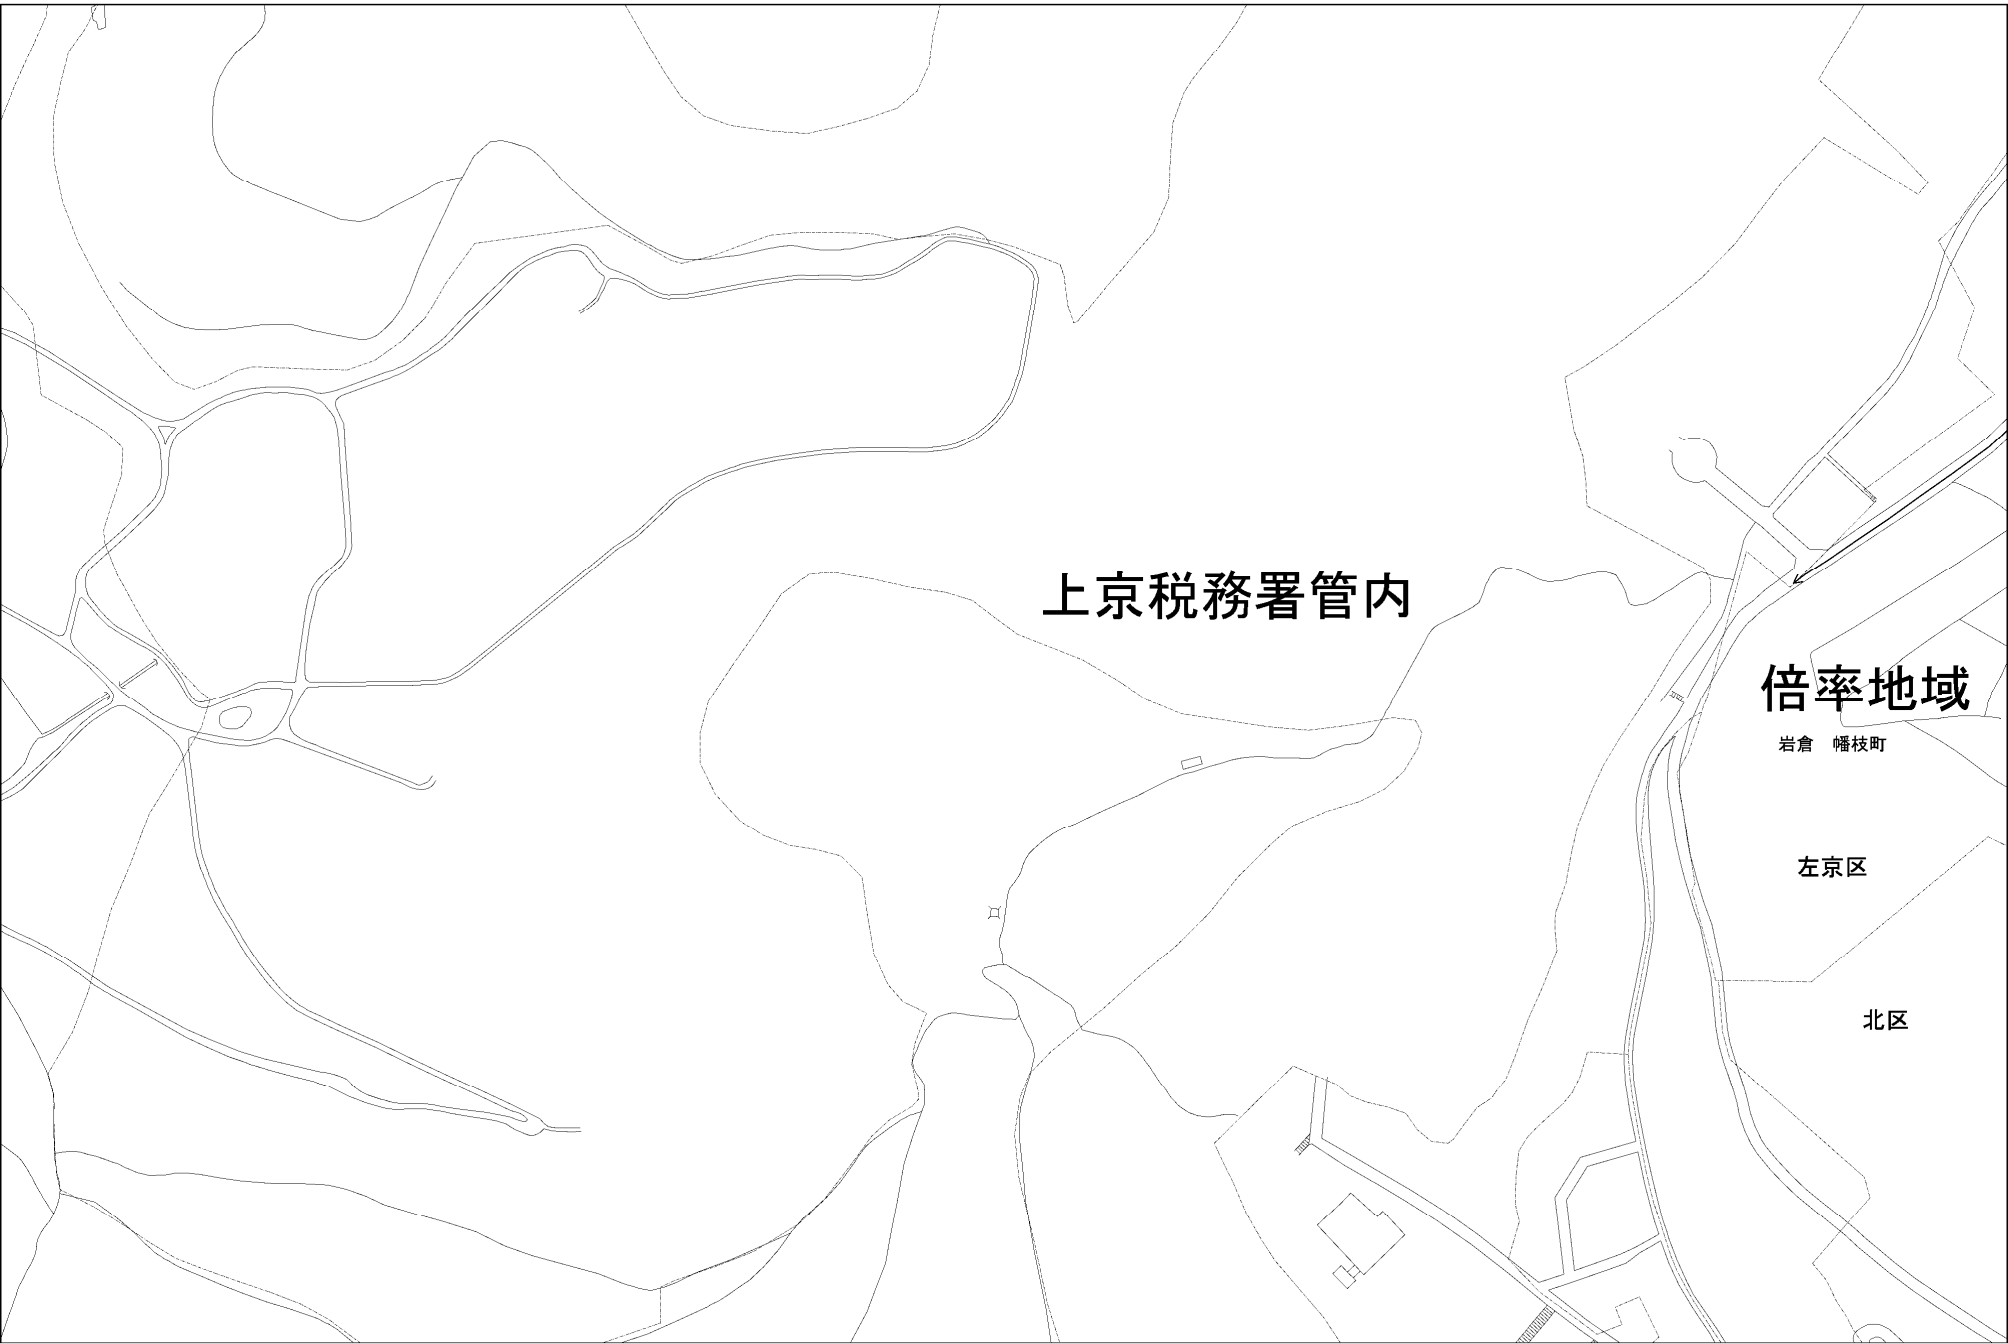 上京税務署管内
倍率地域
岩倉　幡枝町
左京区
北区